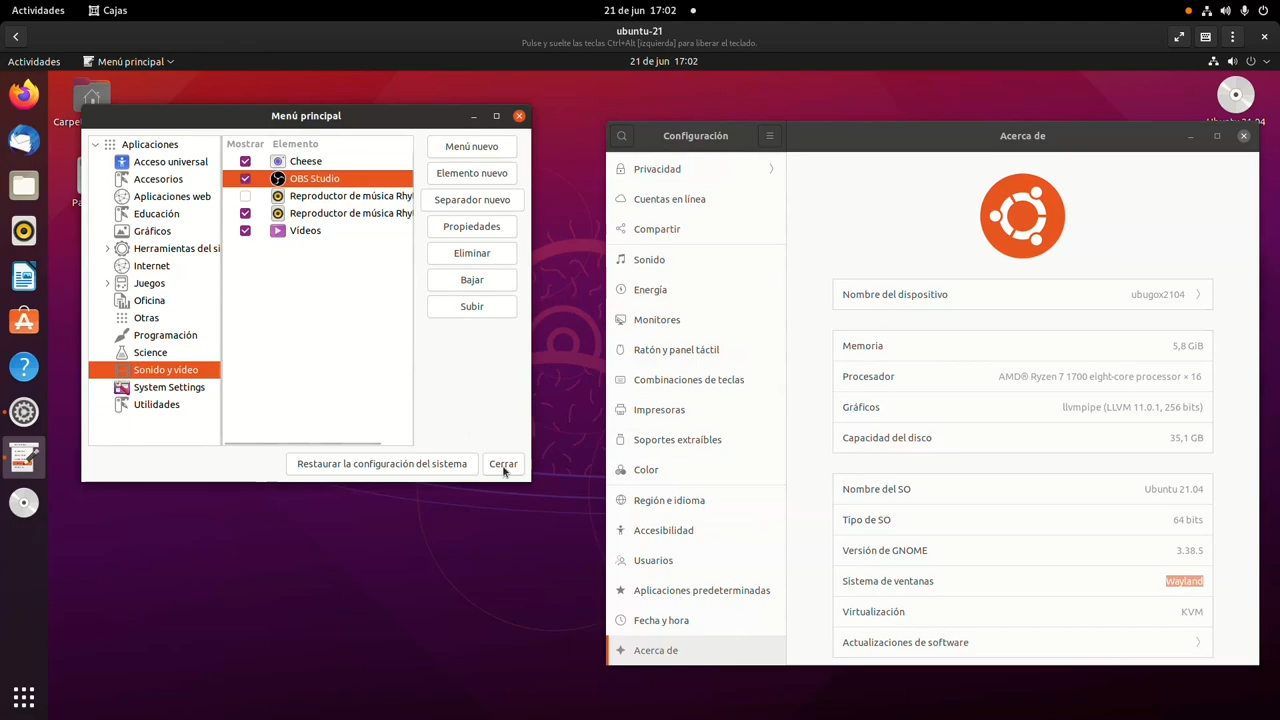 Actividades
Cajas
21 de jun 17:02
ubuntu-21
Pulse y suelte las teclas Ctrl+Alt [izquierda] para liberar el teclado.
Actividades
Menú principal
21 de jun 17:02
Carpe
Menú principal
Aplicaciones
Acceso universal
Accesorios
Aplicaciones web
Educación
Gráficos
Herramientas del si
Internet
Juegos
Oficina
Otras
Programación
Science
Sonido y vídeo
System Settings
Utilidades
Mostrar Elemento
Cheese
OBS Studio
Reproductor de música Rhy
Reproductor de música Rhy
Vídeos
Menú nuevo
Elemento nuevo
Separador nuevo
Propiedades
Eliminar
Bajar
Subir
Restaurar la configuración del sistema
Cerrar
Configuración
Privacidad
Cuentas en línea
Compartir
Sonido
Energía
Monitores
Ratón y panel táctil
Combinaciones de teclas
Impresoras
Soportes extraíbles
Color
Región e idioma
Accesibilidad
Usuarios
Aplicaciones predeterminadas
Fecha y hora
Acerca de
Acerca de
Nombre del dispositivo ubugox2104
Memoria 5,8 GiB
Procesador AMD® Ryzen 7 1700 eight-core processor × 16
Gráficos llvmpipe (LLVM 11.0.1, 256 bits)
Capacidad del disco 35,1 GB
Nombre del SO Ubuntu 21.04
Tipo de SO 64 bits
Versión de GNOME 3.38.5
Sistema de ventanas Wayland
Virtualización KVM
Actualizaciones de software